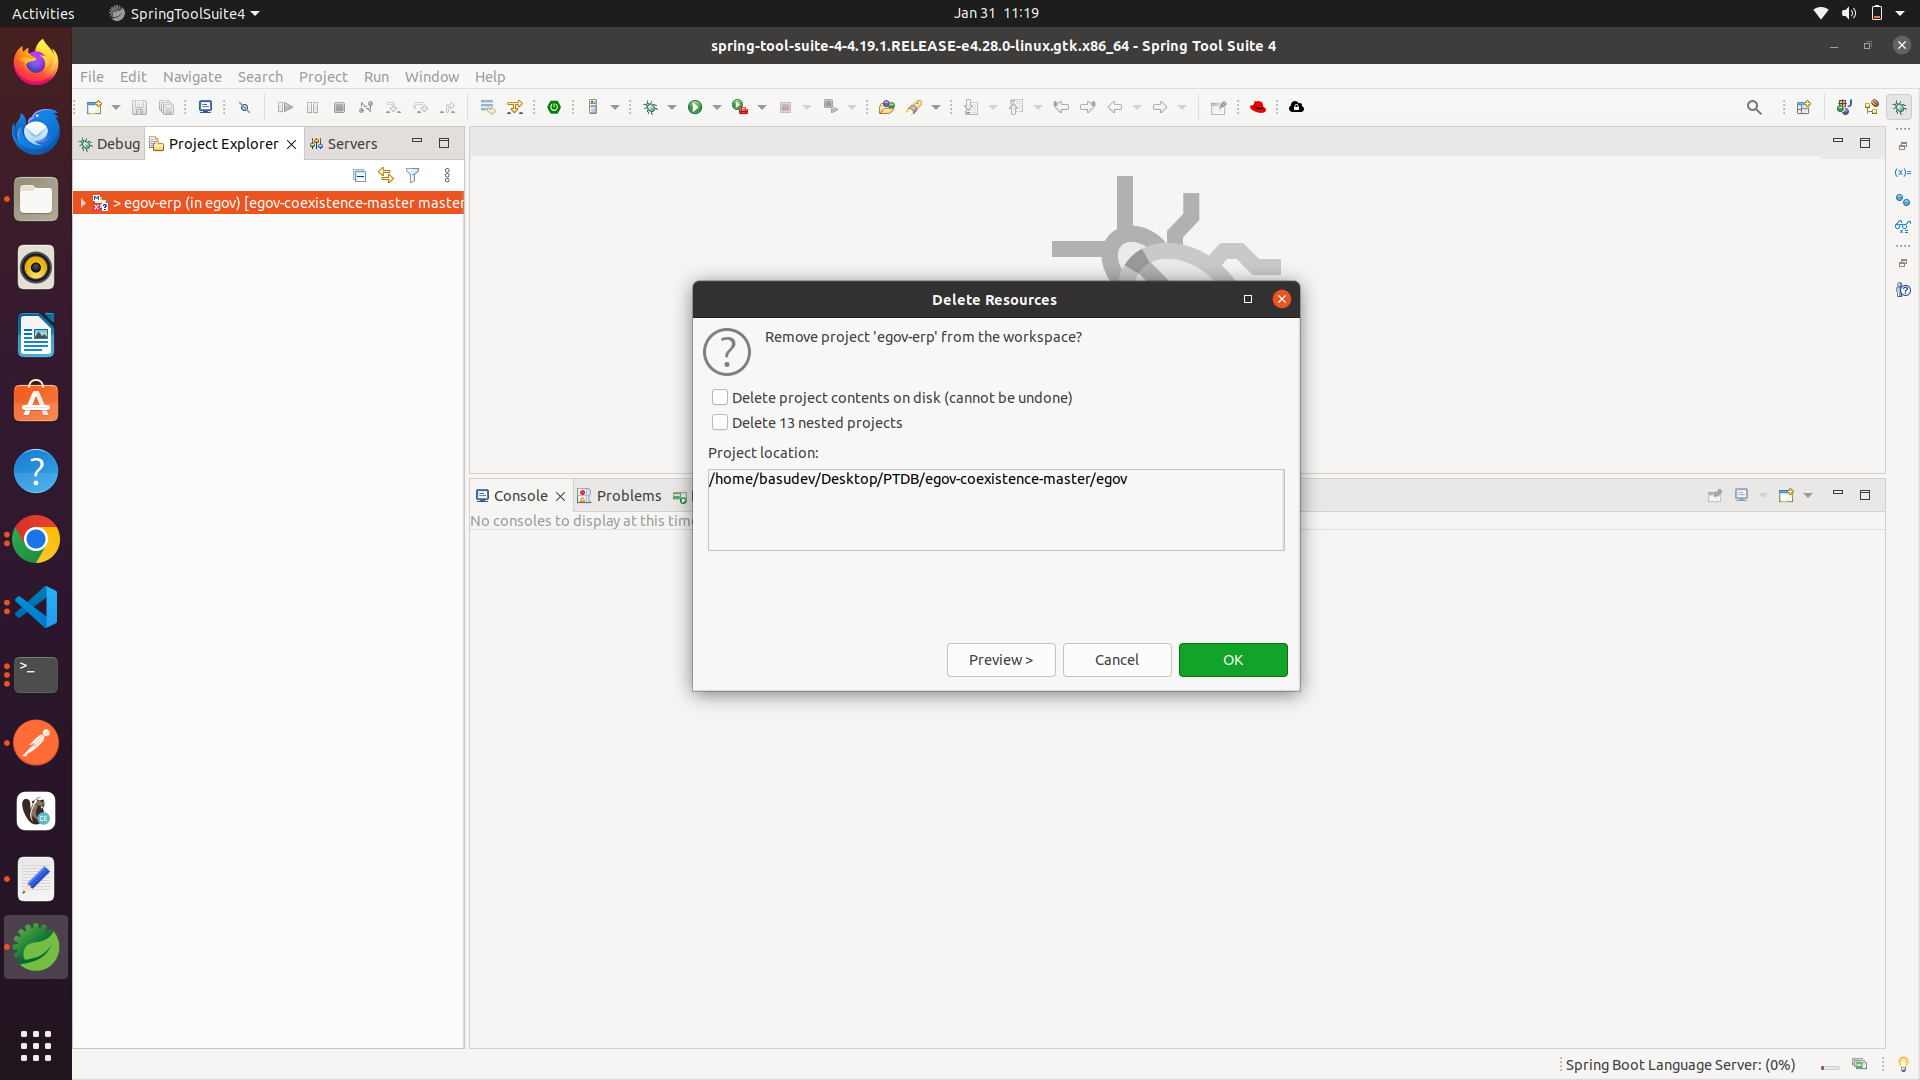 Activities SpringToolSuite4 Jan 31 11:19
spring-tool-suite-4-4.19.1.RELEASE-e4.28.0-linux.gtk.x86_64 - Spring Tool Suite 4
File Edit Navigate Search Project Run Window Help
Debug Project Explorer Servers
> egov-erp (in egov) [egov-coexistence-master master
Delete Resources
Remove project 'egov-erp' from the workspace?
Delete project contents on disk (cannot be undone)
Delete 13 nested projects
Project location:
/home/basudev/Desktop/PTDB/egov-coexistence-master/egov
Preview > Cancel OK
Console Problems
No consoles to display at this time
Spring Boot Language Server: (0%)